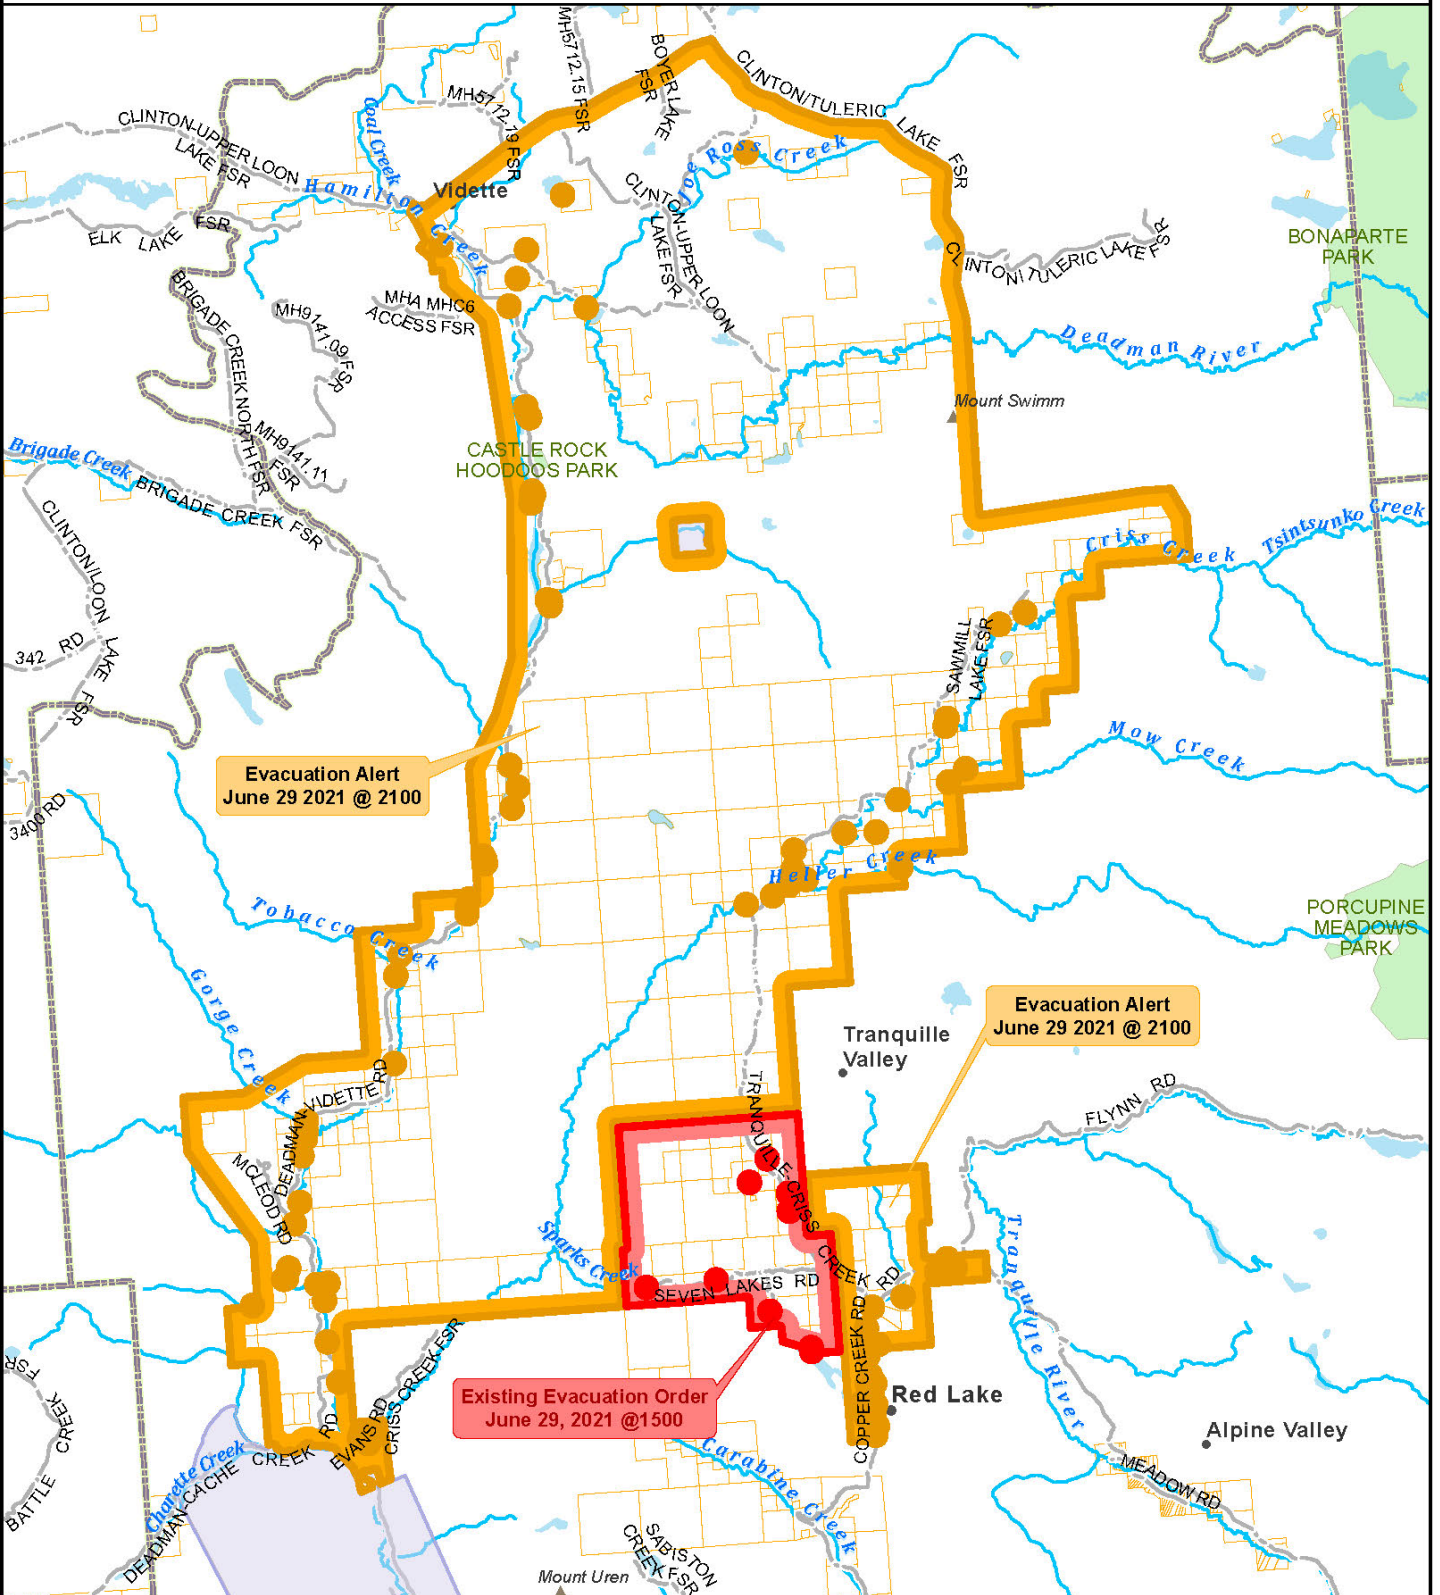 MH5712.15 FSR
BOYER LAKE
FSR
CLINTON/TULERIC LAKE FSR
MH5712.79 FSR
CLINTON-UPPER LOON
LAKE FSR
Coal Creek
Hamilton Creek
Vidette
Joe Ross Creek
CLINTON-UPPER LOON
LAKE FSR
ELK LAKE FSR
CLINTON/TULERIC LAKE FSR
BONAPARTE
PARK
BRIGADE CREEK NORTH FSR
MH9141.09 FSR
MHA MHC6
ACCESS FSR
Deadman River
Mount Swimm
MH9141.11
FSR
CASTLE ROCK
HOODOOS PARK
Brigade Creek
BRIGADE CREEK FSR
CLINTON/LOON LAKE FSR
Criss Creek
Tsintsunko Creek
342 RD
SAWMILL
LAKE FSR
Mow Creek
Evacuation Alert
June 29 2021 @ 2100
3400 RD
Heller Creek
Tobacco Creek
PORCUPINE
MEADOWS
PARK
Gorge Creek
Evacuation Alert
June 29 2021 @ 2100
Tranquille
Valley
DEADMAN-VIDETTE RD
TRANQUILLE-CRISS CREEK RD
FLYNN RD
MCLEOD RD
Sparks Creek
SEVEN LAKES RD
Tranquille River
COPPER CREEK RD
CRISS CREEK FSR
EVANS RD
Existing Evacuation Order
June 29, 2021 @1500
Red Lake
Alpine Valley
FSR
BATTLE CREEK
Charette Creek
DEADMAN-CACHE CREEK RD
Carabine Creek
MEADOW RD
SABISTON
CREEK FSR
Mount Uren